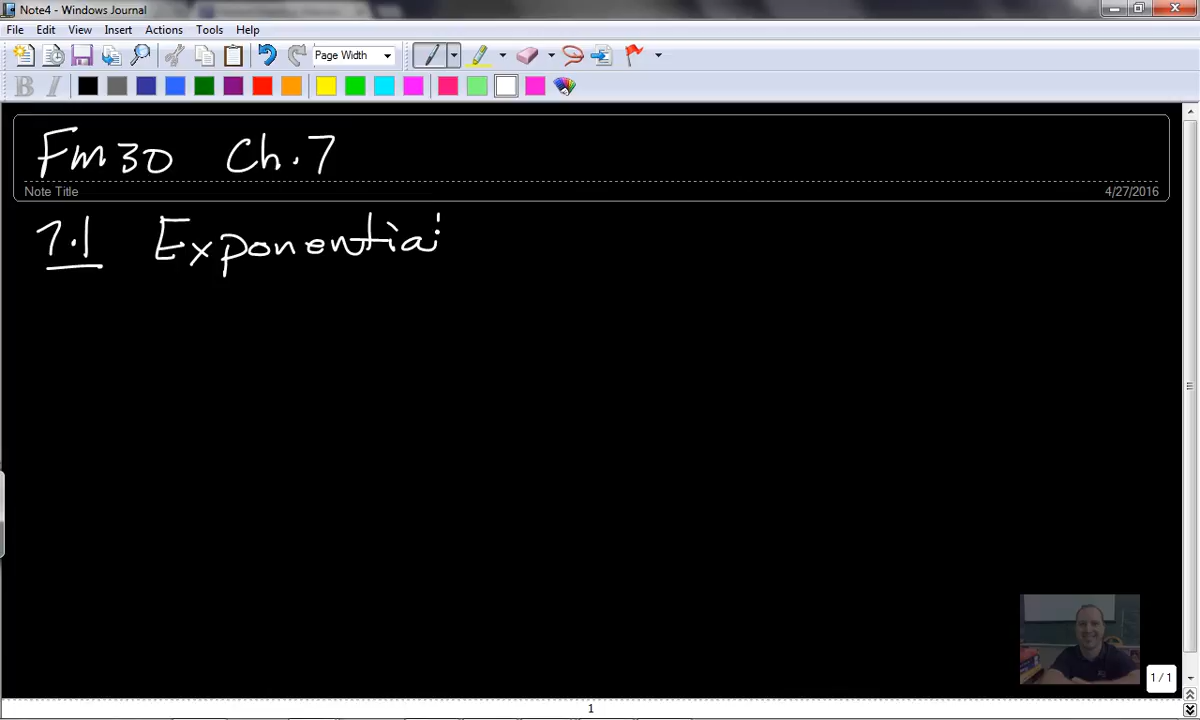 Note4 - Windows Journal
File Edit View Insert Actions Tools Help
Page Width
B I
Fm30 Ch.7
Note Title 4/27/2016
7.1 Exponential
1 / 1
1